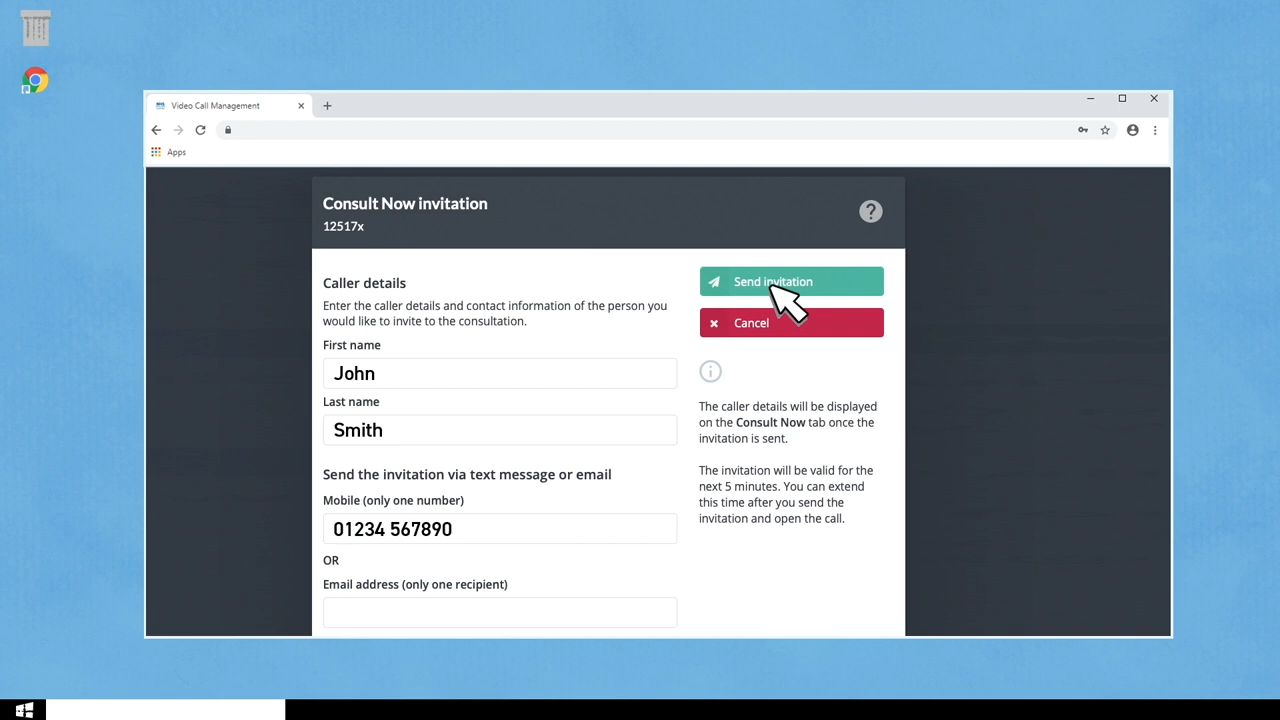 Video Call Management
Apps
Consult Now invitation
12517x
Caller details
Enter the caller details and contact information of the person you
would like to invite to the consultation.
First name
John
Last name
Smith
Send the invitation via text message or email
Mobile (only one number)
01234 567890
OR
Email address (only one recipient)
Send invitation
Cancel
The caller details will be displayed
on the Consult Now tab once the
invitation is sent.
The invitation will be valid for the
next 5 minutes. You can extend
this time after you send the
invitation and open the call.